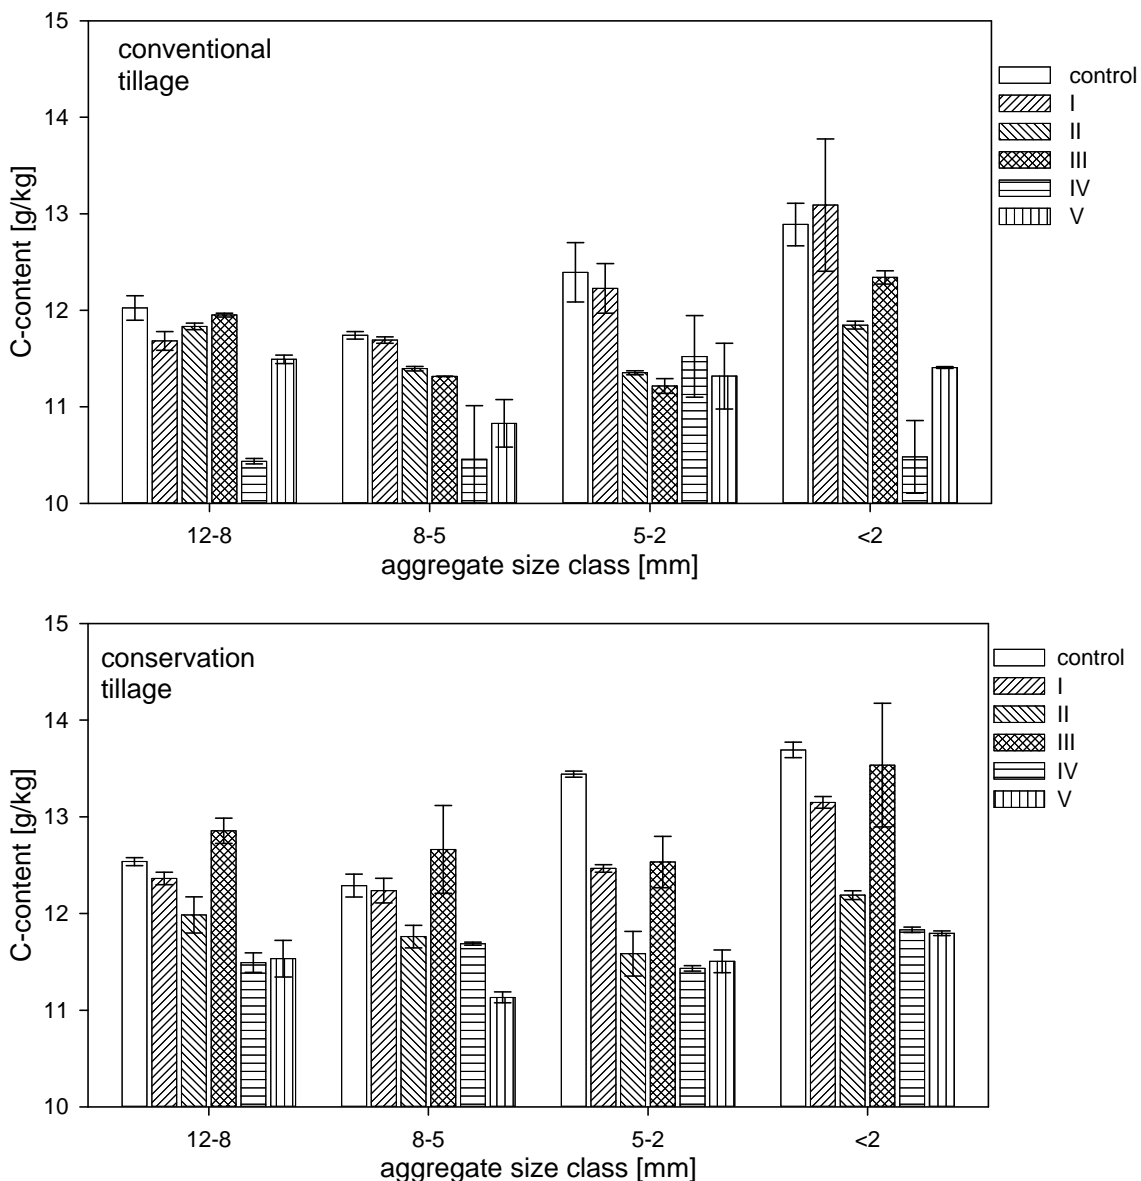 conventional
tillage
C-content [g/kg]
15
14
13
12
11
10
12-8
8-5
5-2
<2
aggregate size class [mm]
control
I
II
III
IV
V
conservation
tillage
C-content [g/kg]
15
14
13
12
11
10
12-8
8-5
5-2
<2
aggregate size class [mm]
control
I
II
III
IV
V